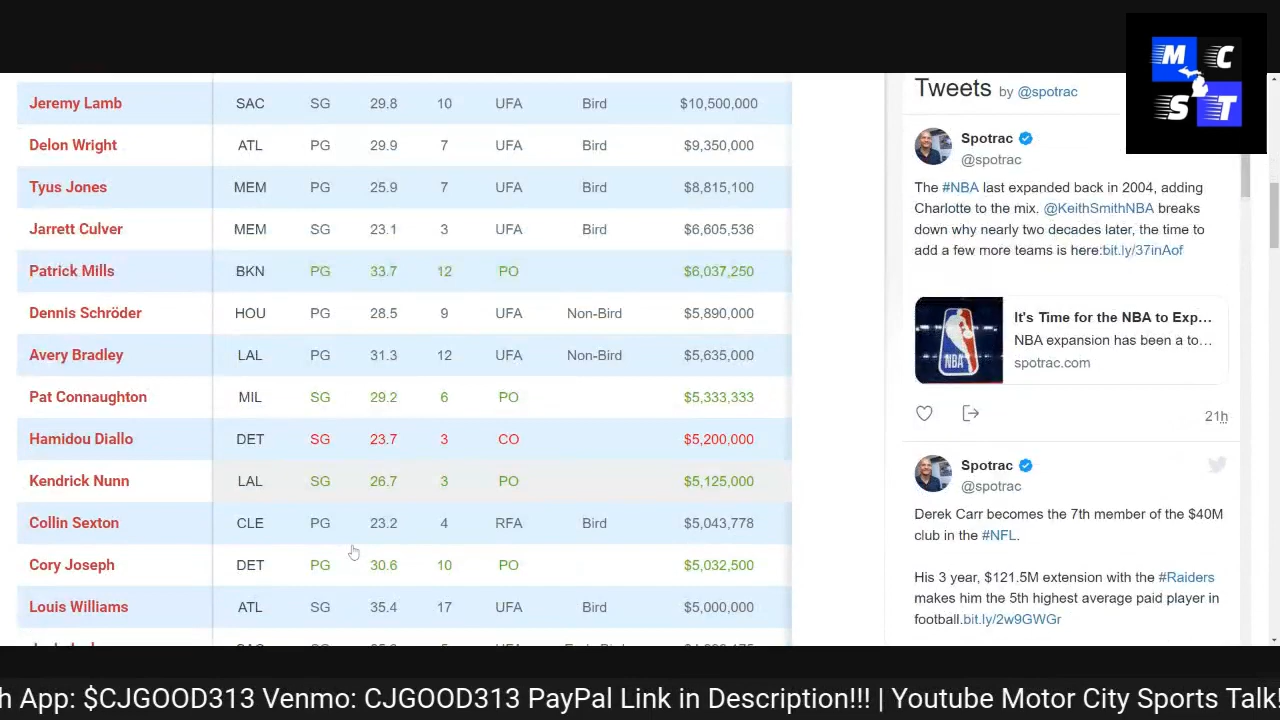 Jeremy Lamb SAC SG 29.8 10 UFA Bird $10,500,000
Delon Wright ATL PG 29.9 7 UFA Bird $9,350,000
Tyus Jones MEM PG 25.9 7 UFA Bird $8,815,100
Jarrett Culver MEM SG 23.1 3 UFA Bird $6,605,536
Patrick Mills BKN PG 33.7 12 PO $6,037,250
Dennis Schröder HOU PG 28.5 9 UFA Non-Bird $5,890,000
Avery Bradley LAL PG 31.3 12 UFA Non-Bird $5,635,000
Pat Connaughton MIL SG 29.2 6 PO $5,333,333
Hamidou Diallo DET SG 23.7 3 CO $5,200,000
Kendrick Nunn LAL SG 26.7 3 PO $5,125,000
Collin Sexton CLE PG 23.2 4 RFA Bird $5,043,778
Cory Joseph DET PG 30.6 10 PO $5,032,500
Louis Williams ATL SG 35.4 17 UFA Bird $5,000,000
Tweets by @spotrac
Spotrac
@spotrac
The #NBA last expanded back in 2004, adding
Charlotte to the mix. @KeithSmithNBA breaks
down why nearly two decades later, the time to
add a few more teams is here:bit.ly/37inAof
NBA
It's Time for the NBA to Exp...
NBA expansion has been a to...
spotrac.com
21h
Spotrac
@spotrac
Derek Carr becomes the 7th member of the $40M
club in the #NFL.
His 3 year, $121.5M extension with the #Raiders
makes him the 5th highest average paid player in
football.bit.ly/2w9GWGr
M C
S T
h App: $CJGOOD313 Venmo: CJGOOD313 PayPal Link in Description!!! | Youtube Motor City Sports Talk!